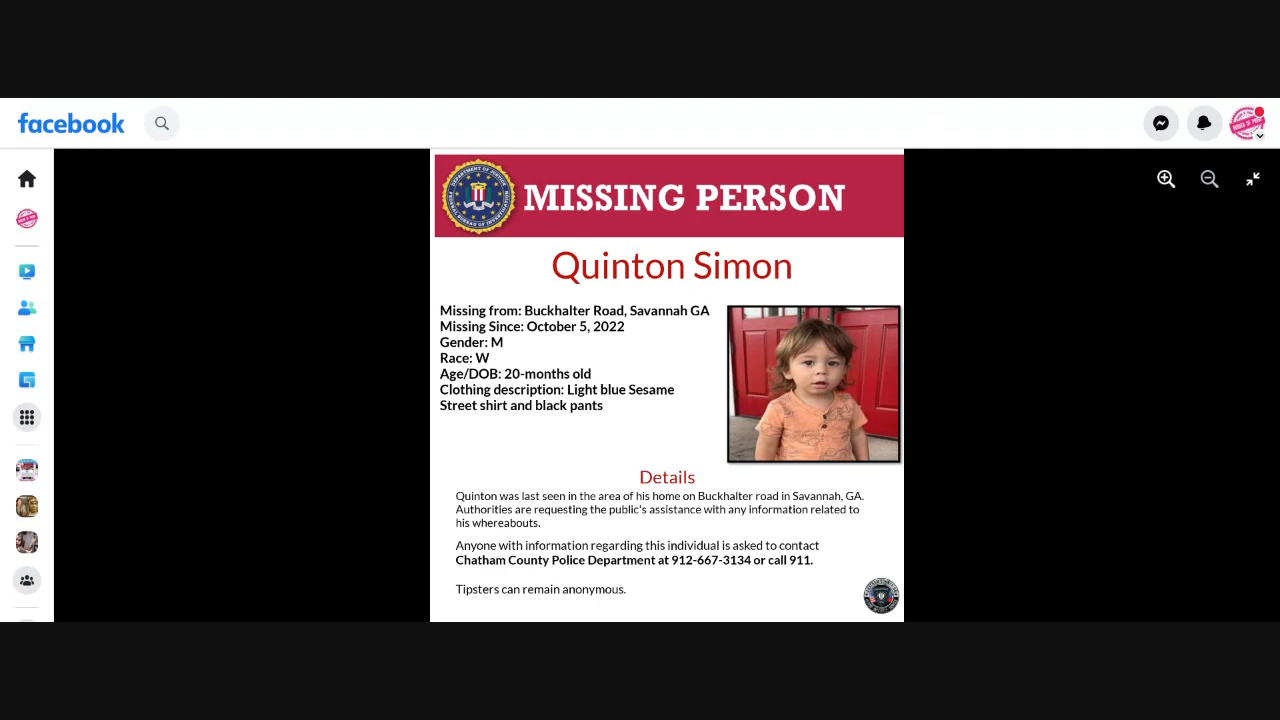 facebook
MISSING PERSON
Quinton Simon
Missing from: Buckhalter Road, Savannah GA
Missing Since: October 5, 2022
Gender: M
Race: W
Age/DOB: 20-months old
Clothing description: Light blue Sesame
Street shirt and black pants
Details
Quinton was last seen in the area of his home on Buckhalter road in Savannah, GA.
Authorities are requesting the public's assistance with any information related to
his whereabouts.
Anyone with information regarding this individual is asked to contact
Chatham County Police Department at 912-667-3134 or call 911.
Tipsters can remain anonymous.